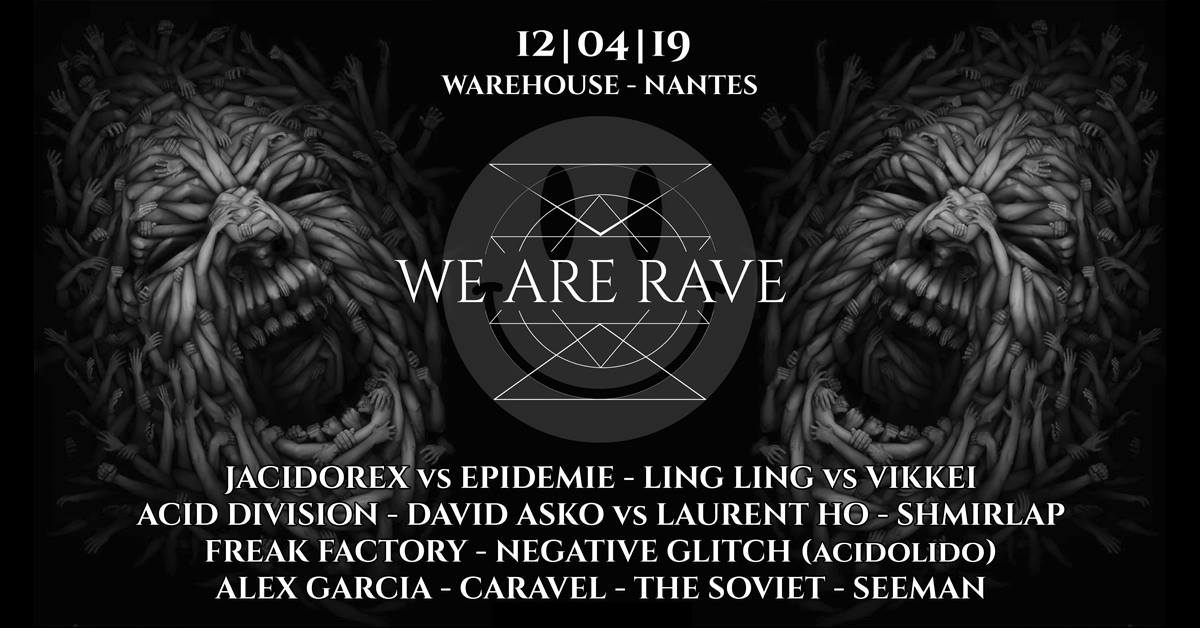 12|04|19
WAREHOUSE - NANTES
WE ARE RAVE
JACIDOREX vs EPIDEMIE - LING LING vs VIKKEI
ACID DIVISION - DAVID ASKO vs LAURENT HO - SHMIRLAP
FREAK FACTORY - NEGATIVE GLITCH (ACIDOLIDO)
ALEX GARCIA - CARAVEL - THE SOVIET - SEEMAN